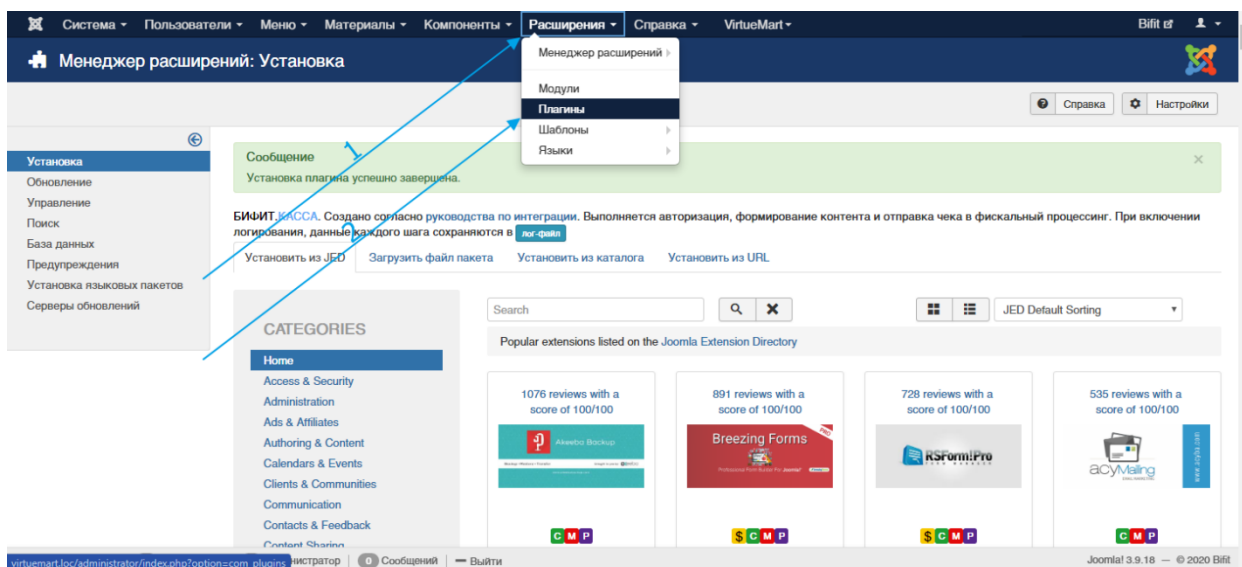 Система Пользователи Меню Материалы Компоненты Расширения Справка VirtueMart Bifit
Менеджер расширений: Установка
Менеджер расширений
Модули
Плагины
Шаблоны
Языки
Справка Настройки
Установка
Обновление
Управление
Поиск
База данных
Предупреждения
Установка языковых пакетов
Серверы обновлений
1
2
Сообщение
Установка плагина успешно завершена.
БИФИТ.КАССА. Создано согласно руководства по интеграции. Выполняется авторизация, формирование контента и отправка чека в фискальный процессинг. При включении
логирования, данные каждого шага сохраняются в лог-файл
Установить из JED Загрузить файл пакета Установить из каталога Установить из URL
CATEGORIES
Home
Access & Security
Administration
Ads & Affiliates
Authoring & Content
Calendars & Events
Clients & Communities
Communication
Contacts & Feedback
Content Sharing
Search JED Default Sorting
Popular extensions listed on the Joomla Extension Directory
1076 reviews with a
score of 100/100
Akeeba Backup
C M P
891 reviews with a
score of 100/100
PRO
Breezing Forms
$ C M P
728 reviews with a
score of 100/100
RSForm!Pro
$ C M P
535 reviews with a
score of 100/100
acyMailing
C M P
virtuemart.loc/administrator/index.php?option=com_plugins нистратор 0 Сообщений Выйти
Joomla! 3.9.18 — © 2020 Bifit